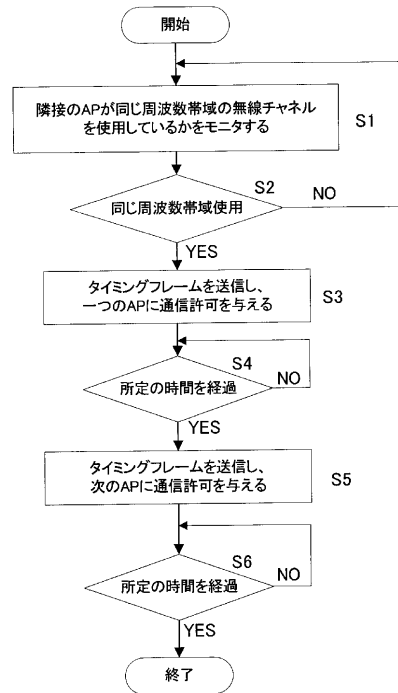 開始
隣接のAPが同じ周波数帯域の無線チャネル
を使用しているかをモニタする
S1
S2
同じ周波数帯域使用
NO
YES
タイミングフレームを送信し、
一つのAPに通信許可を与える
S3
S4
所定の時間を経過
NO
YES
タイミングフレームを送信し、
次のAPに通信許可を与える
S5
S6
所定の時間を経過
NO
YES
終了